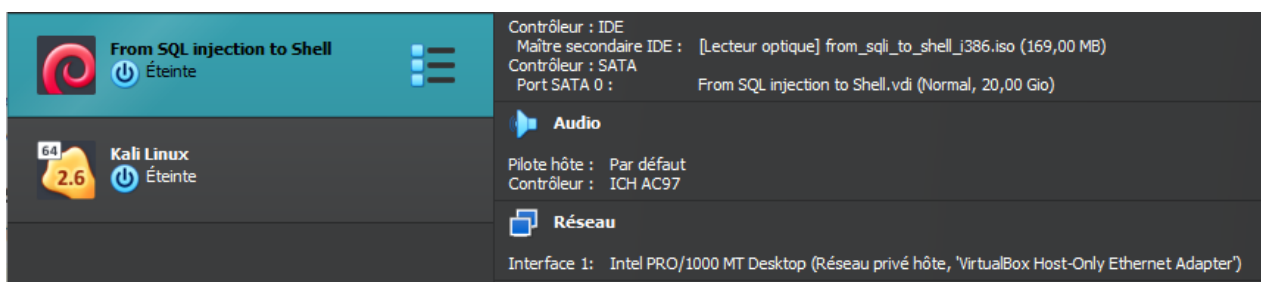 From SQL injection to Shell
Éteinte
64
2.6
Kali Linux
Éteinte
Contrôleur : IDE
Maître secondaire IDE : [Lecteur optique] from_sqli_to_shell_i386.iso (169,00 MB)
Contrôleur : SATA
Port SATA 0 : From SQL injection to Shell.vdi (Normal, 20,00 Gio)
Audio
Pilote hôte : Par défaut
Contrôleur : ICH AC97
Réseau
Interface 1: Intel PRO/1000 MT Desktop (Réseau privé hôte, 'VirtualBox Host-Only Ethernet Adapter')